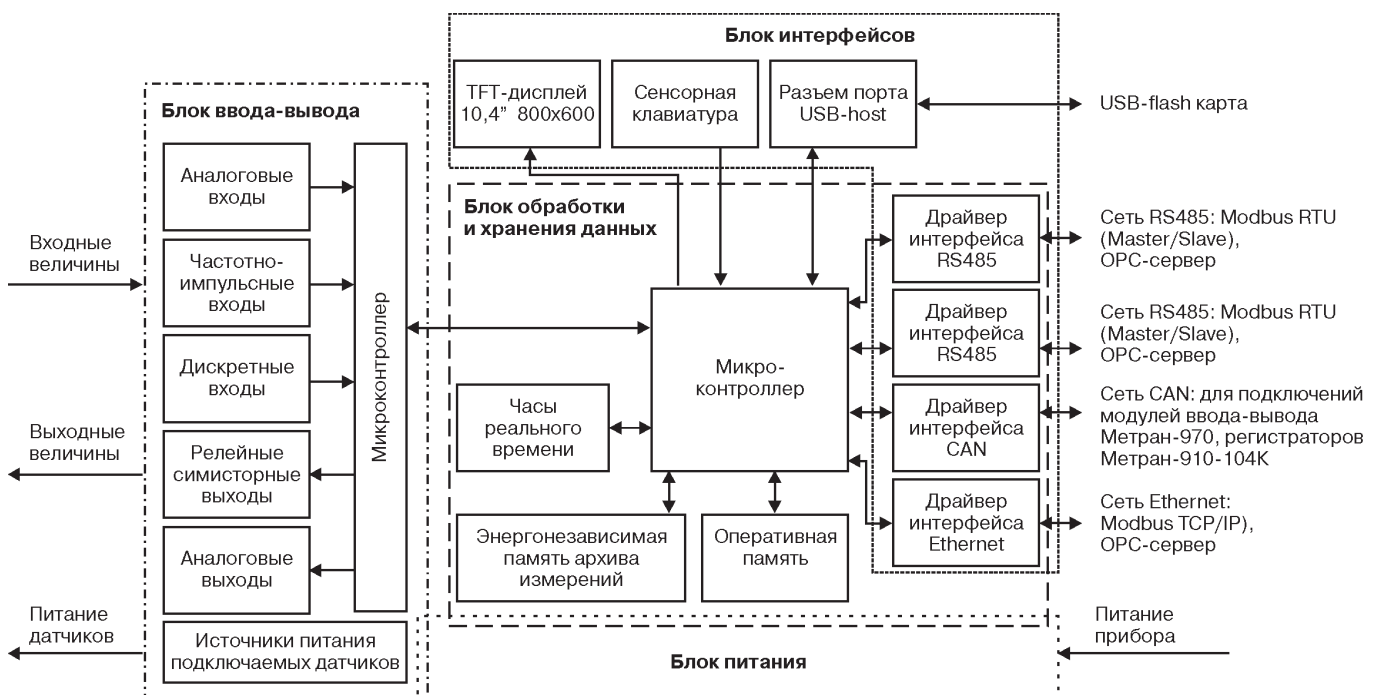 Блок интерфейсов
TFT-дисплей
10,4” 800x600
Сенсорная
клавиатура
Разъем порта
USB-host
USB-flash карта
Блок ввода-вывода
Аналоговые
входы
Частотно-
импульсные
входы
Дискретные
входы
Релейные
симисторные
выходы
Аналоговые
выходы
Источники питания
подключаемых датчиков
Микроконтроллер
Входные
величины
Выходные
величины
Питание
датчиков
Блок обработки
и хранения данных
Микро-
контроллер
Часы
реального
времени
Энергонезависимая
память архива
измерений
Оперативная
память
Драйвер
интерфейса
RS485
Драйвер
интерфейса
RS485
Драйвер
интерфейса
CAN
Драйвер
интерфейса
Ethernet
Сеть RS485: Modbus RTU
(Master/Slave),
ОРС-сервер
Сеть RS485: Modbus RTU
(Master/Slave),
ОРС-сервер
Сеть CAN: для подключений
модулей ввода-вывода
Метран-970, регистраторов
Метран-910-104К
Сеть Ethernet:
Modbus TCP/IP),
ОРС-сервер
Питание
прибора
Блок питания